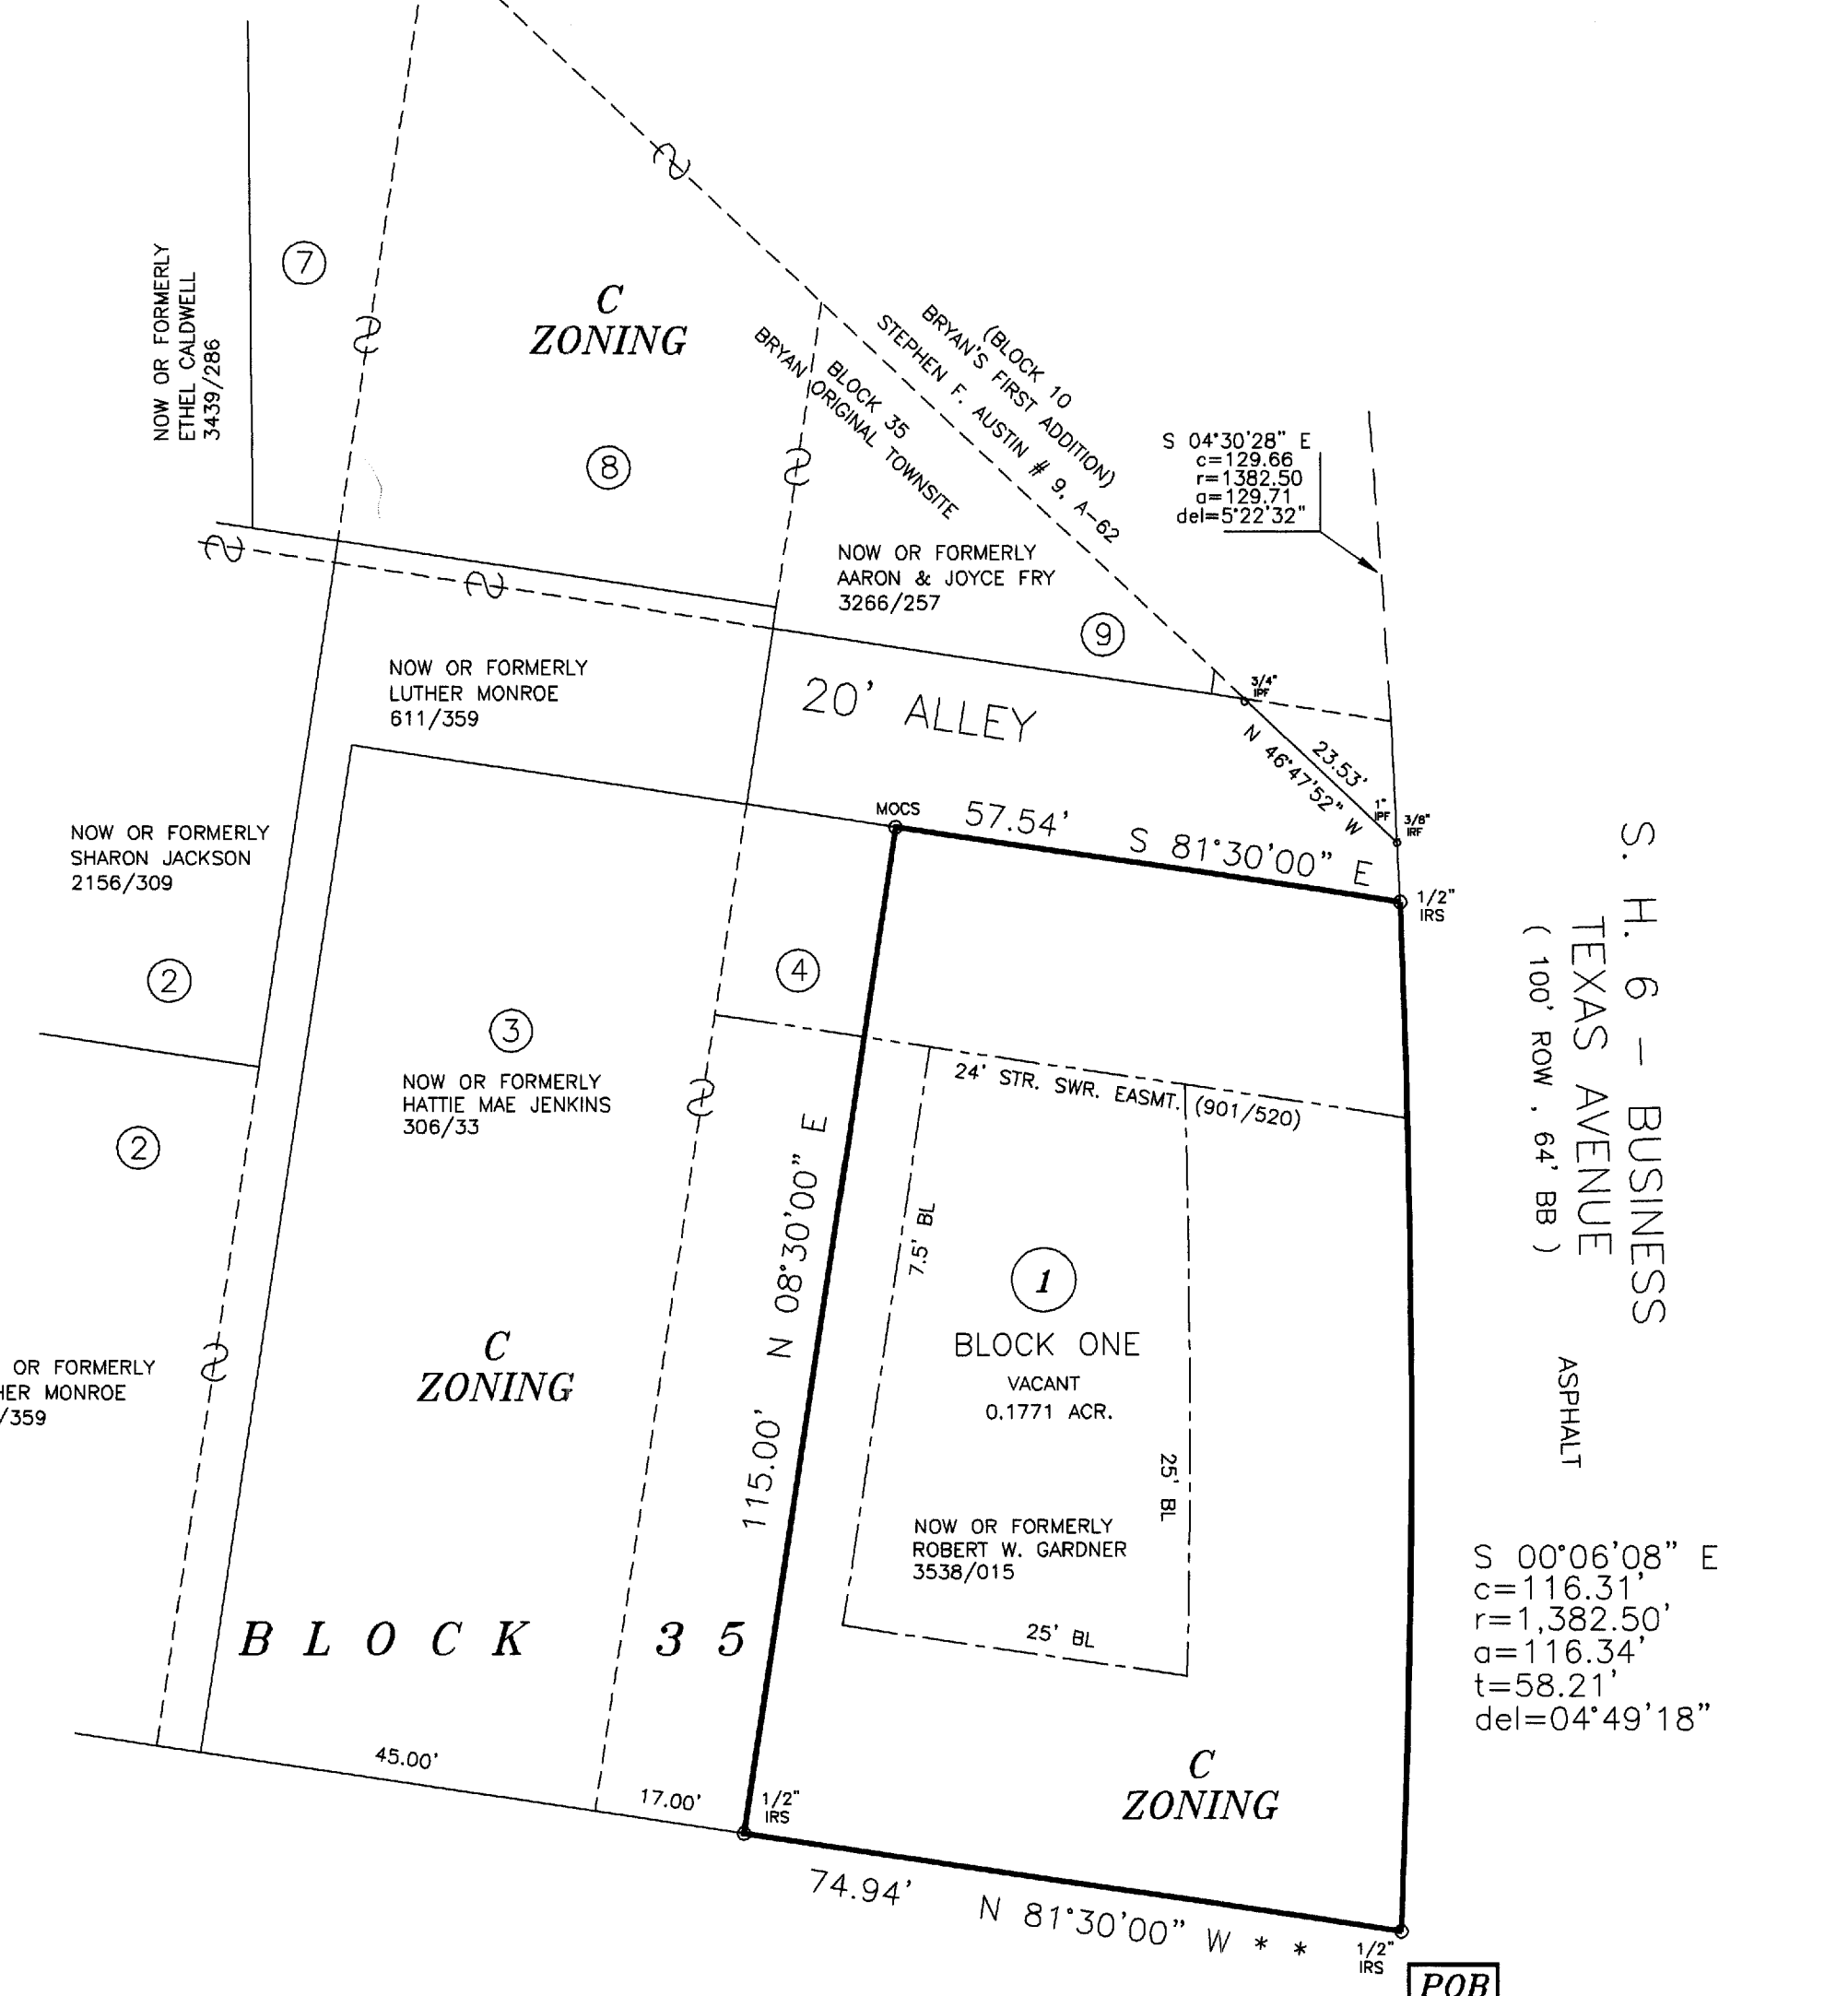 NOW OR FORMERLY
ETHEL CALDWELL
3439/286
7
C
ZONING
8
BLOCK 35
BRYAN ORIGINAL TOWNSITE
(BLOCK 10
BRYAN'S FIRST ADDITION)
STEPHEN F. AUSTIN # 9, A-62
S 04°30'28" E
c=129.66
r=1382.50
a=129.71
del=5°22'32"
NOW OR FORMERLY
AARON & JOYCE FRY
3266/257
9
NOW OR FORMERLY
LUTHER MONROE
611/359
20' ALLEY
3/4"
IPF
23.53'
N 46°47'52" W
1"
IPF
3/8"
IRF
MOCS
57.54' S 81°30'00" E
1/2"
IRS
NOW OR FORMERLY
SHARON JACKSON
2156/309
2
2
3
NOW OR FORMERLY
HATTIE MAE JENKINS
306/33
4
24' STR. SWR. EASMT. (901/520)
S. H. 6 - BUSINESS
TEXAS AVENUE
( 100' ROW , 64' BB )
ASPHALT
115.00' N 08°30'00" E
7.5' BL
1
BLOCK ONE
VACANT
0.1771 ACR.
25' BL
NOW OR FORMERLY
ROBERT W. GARDNER
3538/015
25' BL
OR FORMERLY
HER MONROE
/359
C
ZONING
BLOCK 35
S 00°06'08" E
c=116.31'
r=1,382.50'
a=116.34'
t=58.21'
del=04°49'18"
45.00'
17.00'
1/2"
IRS
C
ZONING
74.94' N 81°30'00" W * *
1/2"
IRS
POB